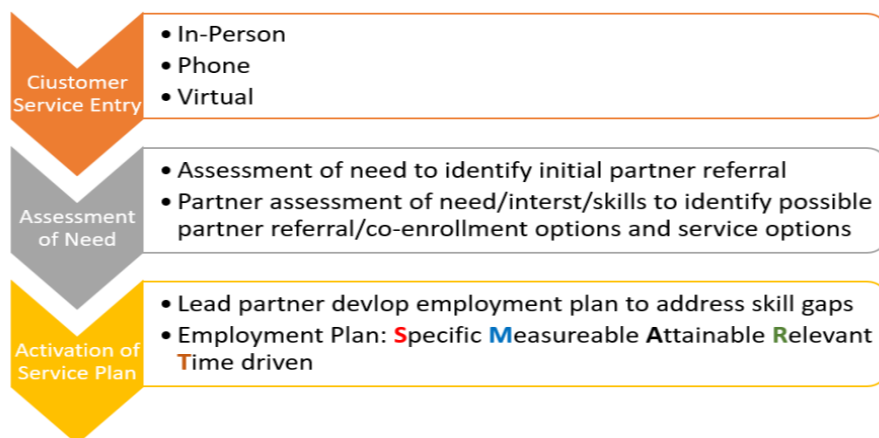 Ciustomer
Service Entry
• In-Person
• Phone
• Virtual
Assessment
of Need
• Assessment of need to identify initial partner referral
• Partner assessment of need/interst/skills to identify possible
partner referral/co-enrollment options and service options
Activation of
Service Plan
• Lead partner devlop employment plan to address skill gaps
• Employment Plan: Specific Measureable Attainable Relevant
Time driven